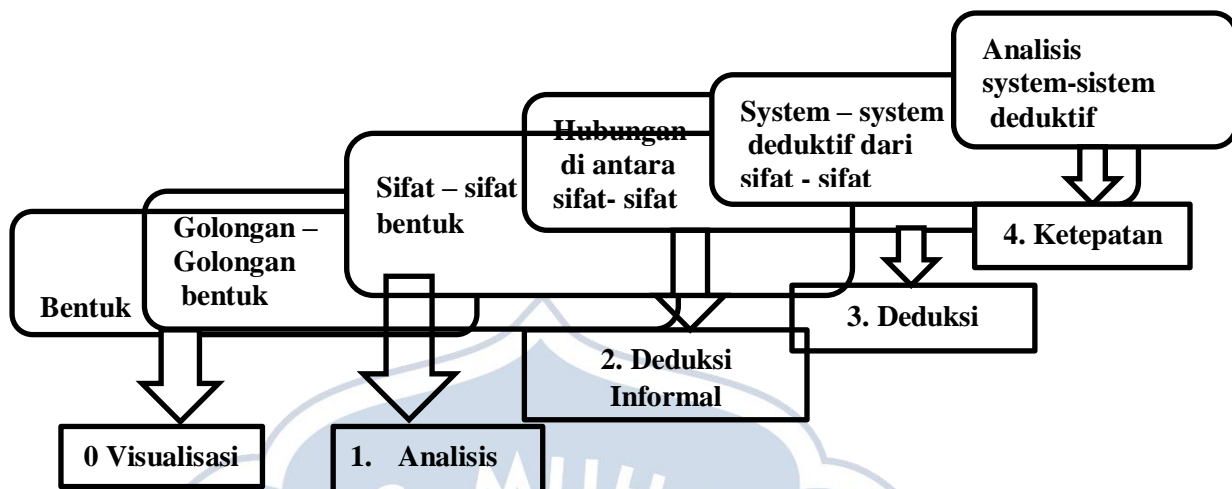 Analisis
system-sistem
deduktif
System – system
deduktif dari
sifat - sifat
Hubungan
di antara
sifat- sifat
Sifat – sifat
bentuk
Golongan –
Golongan
bentuk
Bentuk
4. Ketepatan
3. Deduksi
2. Deduksi
Informal
0 Visualisasi
1. Analisis
MUH